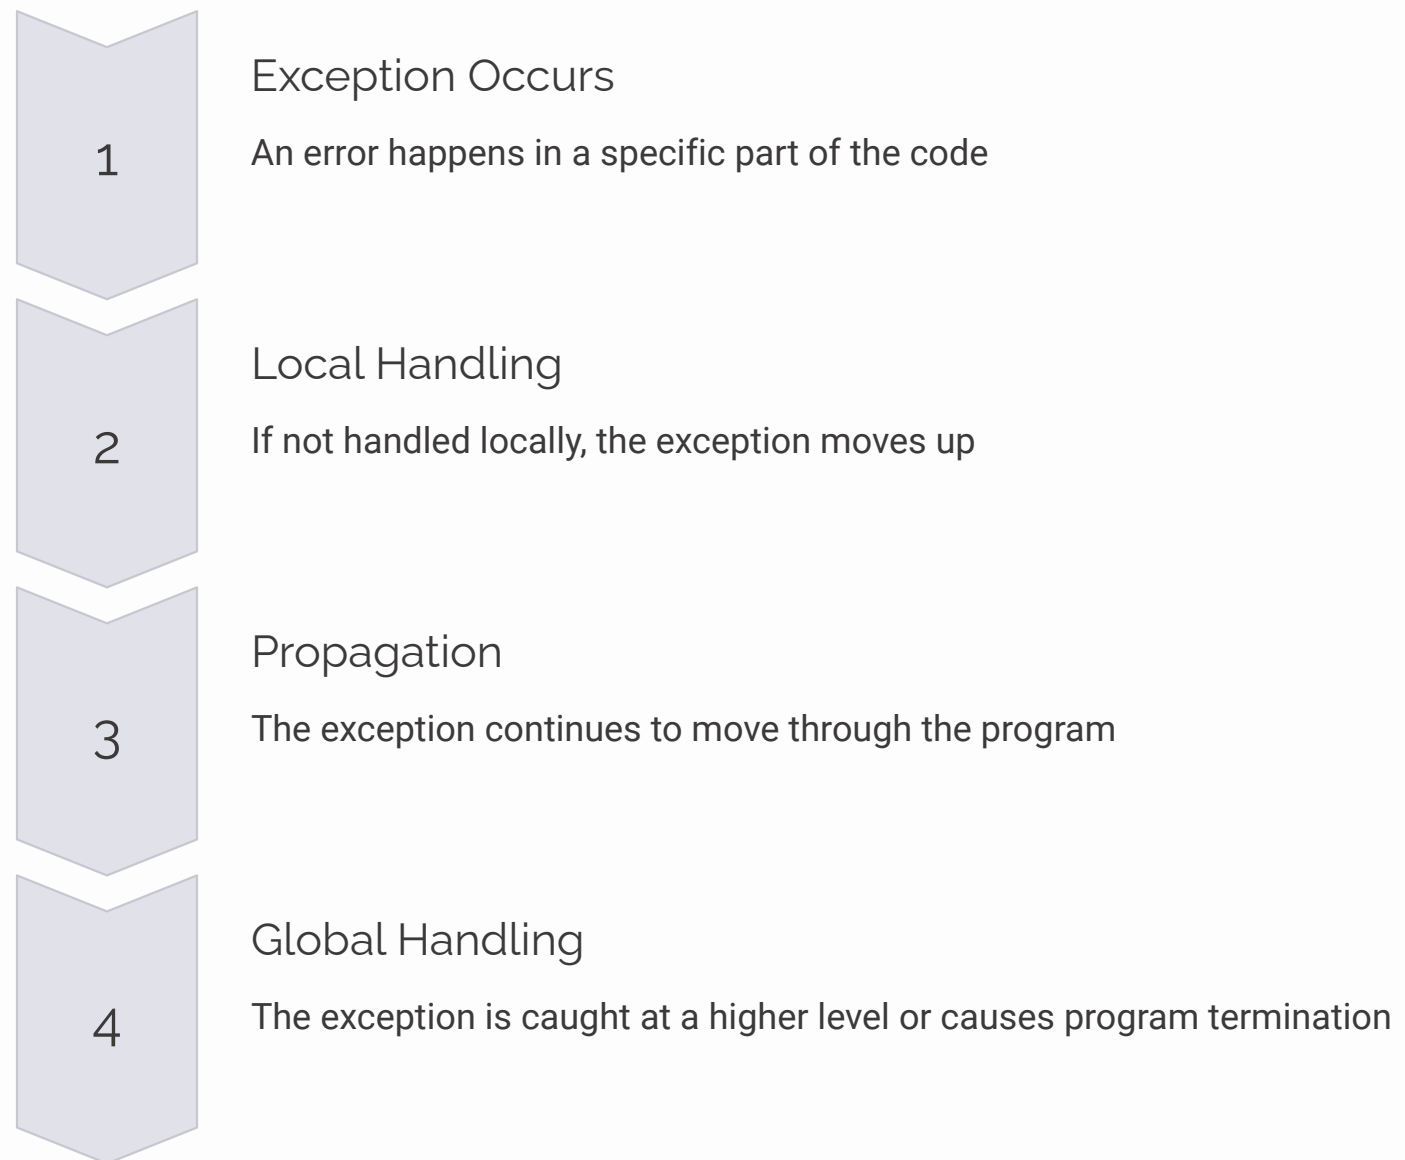 1
Exception Occurs
An error happens in a specific part of the code
2
Local Handling
If not handled locally, the exception moves up
3
Propagation
The exception continues to move through the program
4
Global Handling
The exception is caught at a higher level or causes program termination